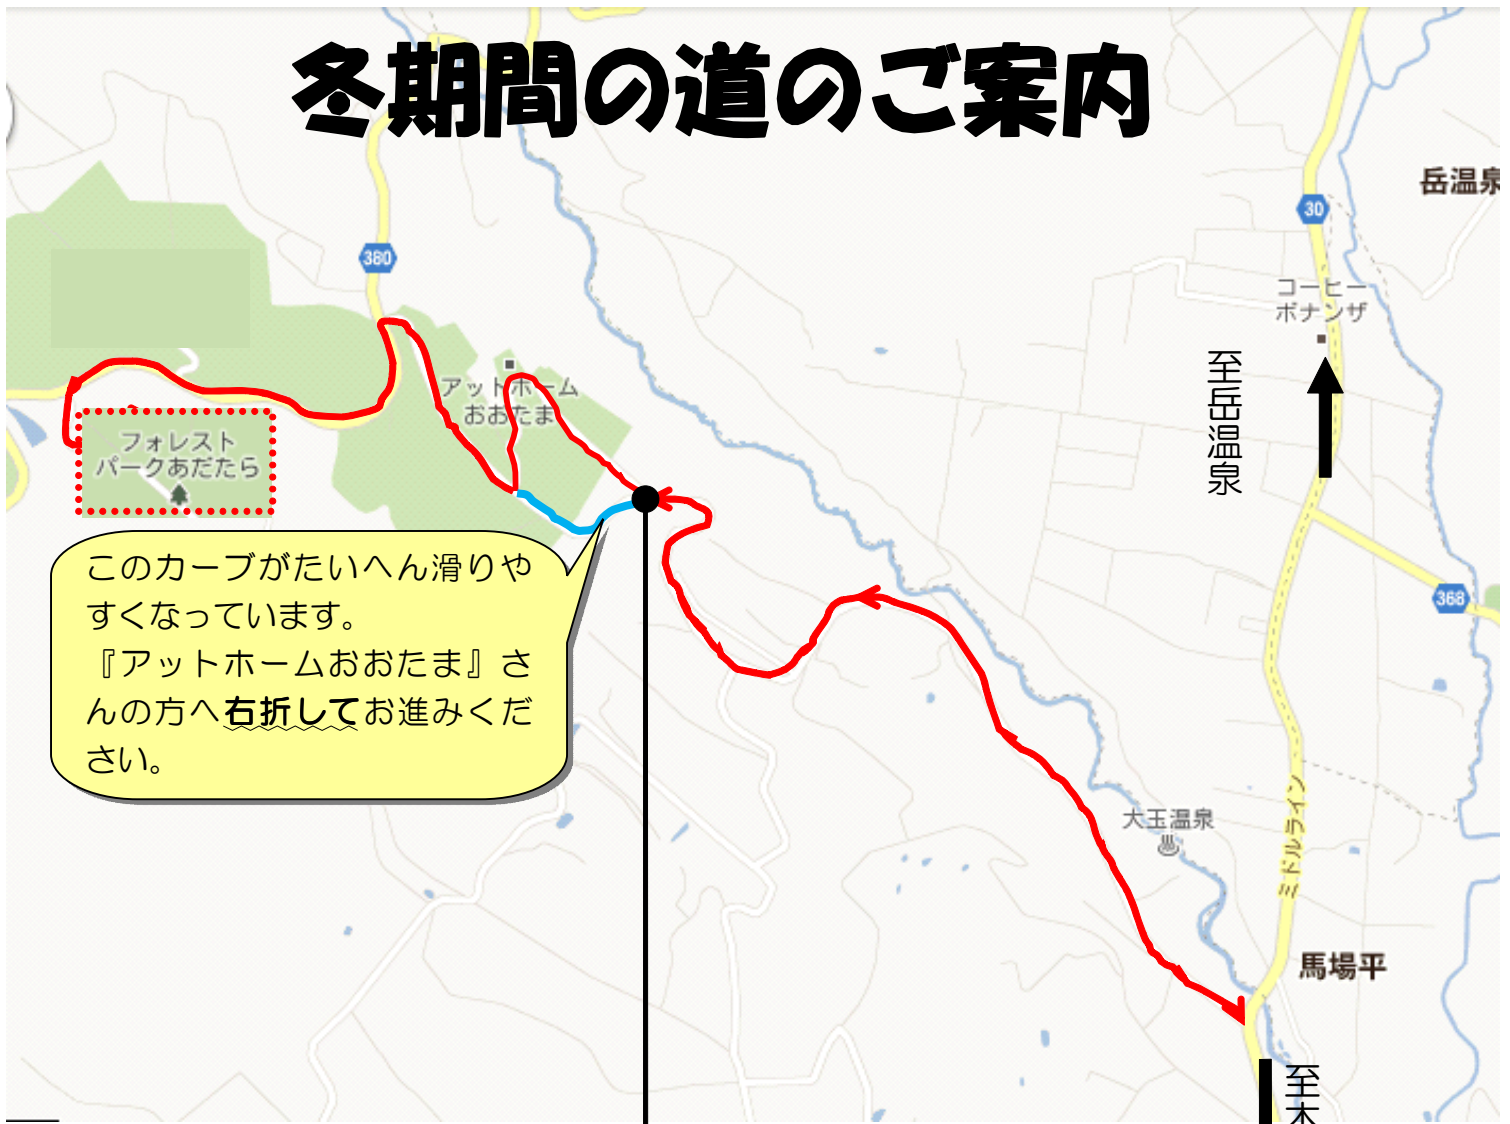 冬期間の道のご案内
岳温泉
30
380
コーヒー
ボナンザ
至岳温泉
アットホーム
おおたま
フォレスト
パークあだたら
このカーブがたいへん滑りや
すくなっています。
『アットホームおおたま』さ
んの方へ右折してお進みくだ
さい。
368
大玉温泉
ミドルライン
馬場平
至本